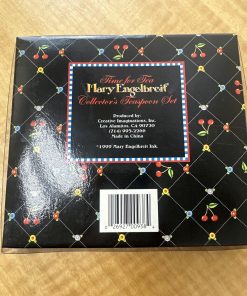 Time for Tea
Mary Engelbreit
Collector's Teaspoon Set
Produced by:
Creative Imaginations, Inc.
Los Alamitos, CA 90720
(714) 995-2266
Made in China
©1999 Mary Engelbreit Ink.